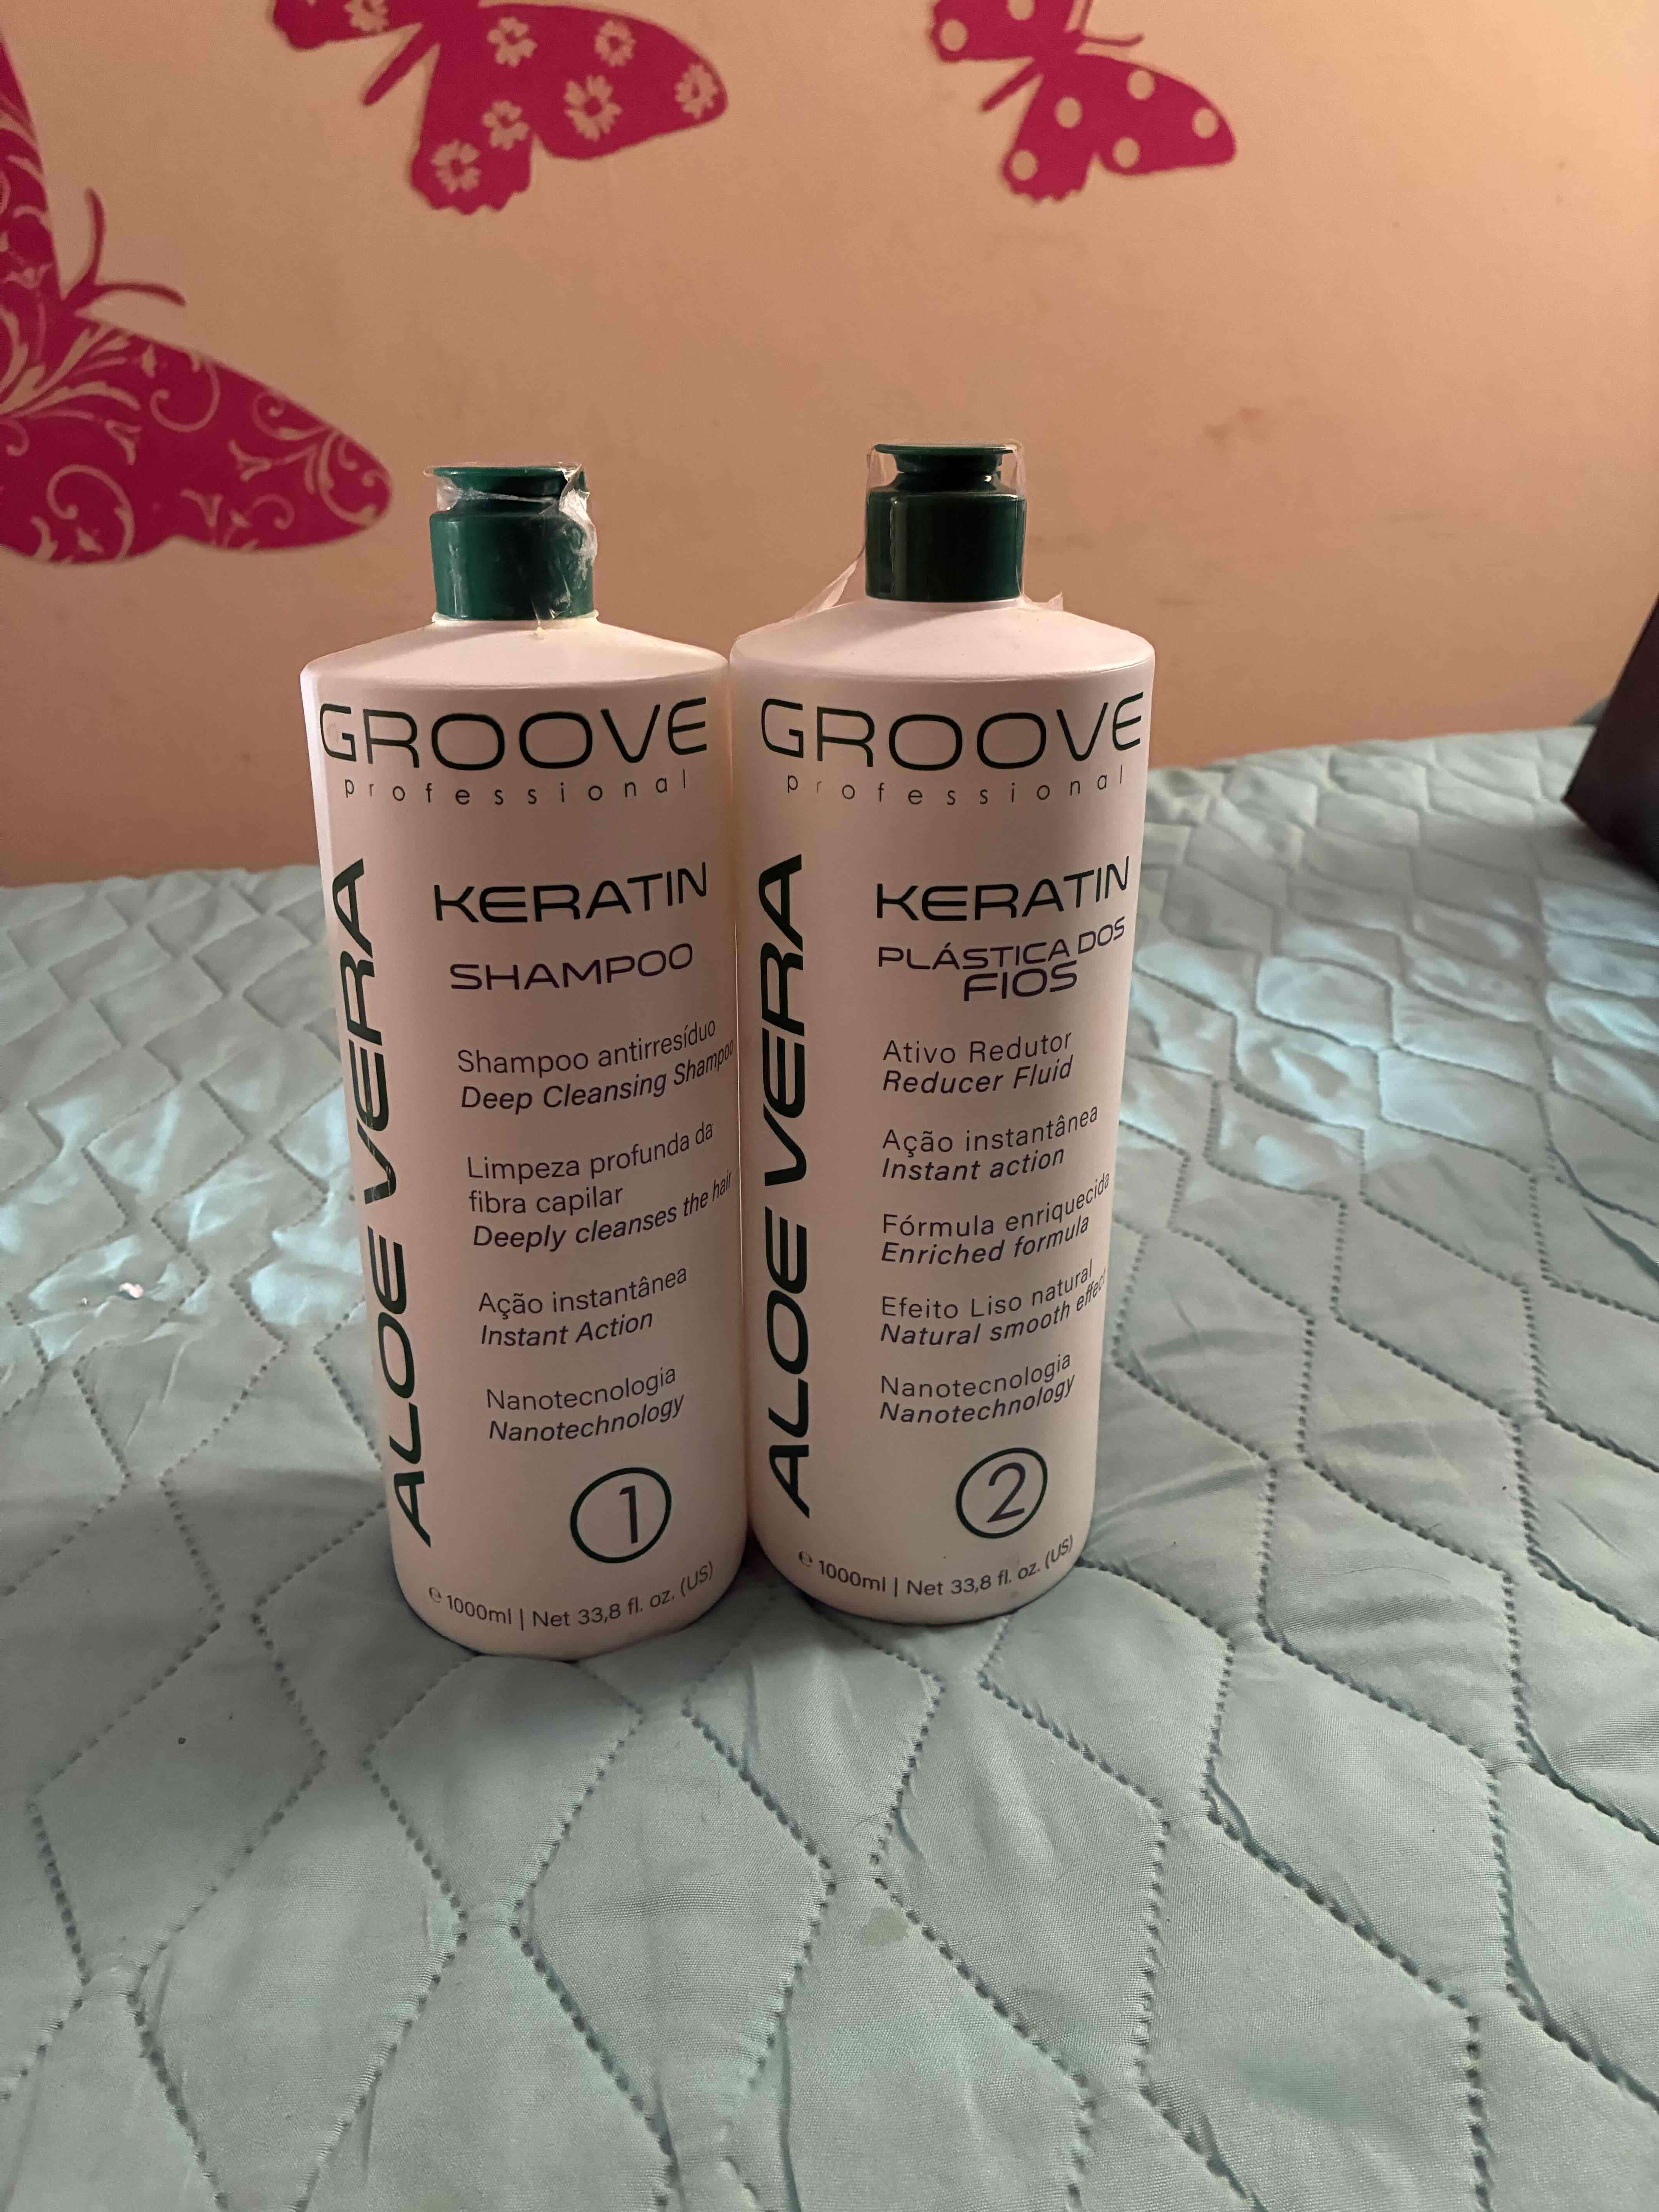 GROOVE
professional
ALOE VERA
KERATIN
SHAMPOO
Shampoo antirresíduo
Deep Cleansing Shampoo
Limpeza profunda da
fibra capilar
Deeply cleanses the hair
Ação instantânea
Instant Action
Nanotecnologia
Nanotechnology
1
℮ 1000ml | Net 33,8 fl. oz. (US)
GROOVE
professional
ALOE VERA
KERATIN
PLÁSTICA DOS
FIOS
Ativo Redutor
Reducer Fluid
Ação instantânea
Instant action
Fórmula enriquecida
Enriched formula
Efeito Liso natural
Natural smooth effect
Nanotecnologia
Nanotechnology
2
℮ 1000ml | Net 33,8 fl. oz. (US)